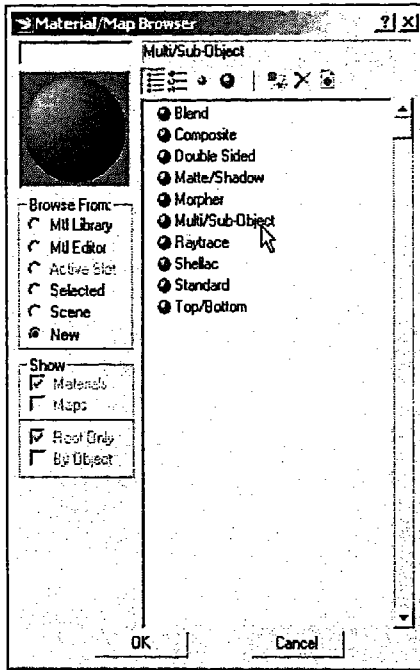 Material/Map Browser
Multi/Sub-Object
Blend
Composite
Double Sided
Matte/Shadow
Morpher
Multi/Sub-Object
Raytrace
Shellac
Standard
Top/Bottom
Browse From:
Mtl Library
Mtl Editor
Active Slot
Selected
Scene
New
Show
Materials
Maps
Root Only
By Object
OK
Cancel